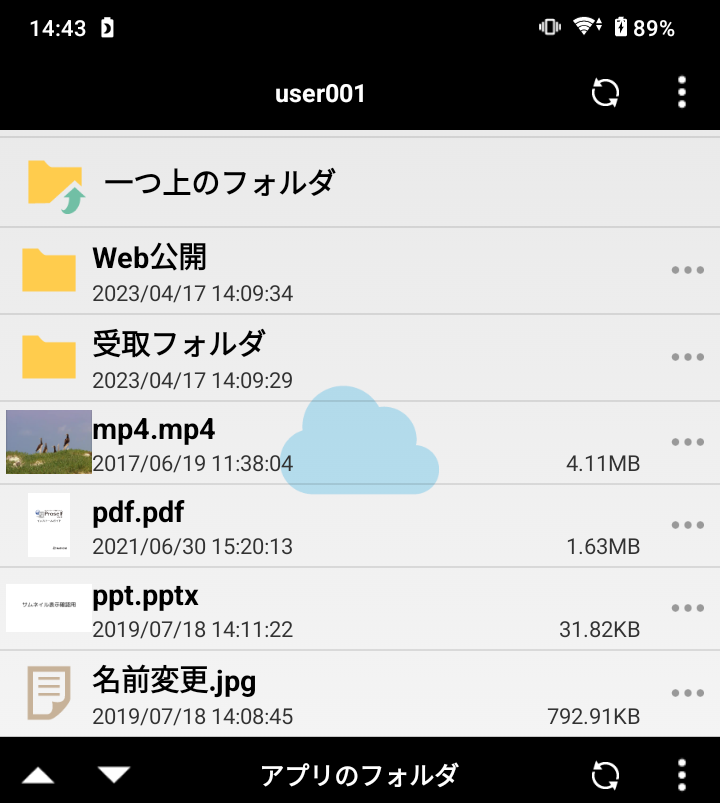 14:43
89%
user001
一つ上のフォルダ
Web公開
2023/04/17 14:09:34
受取フォルダ
2023/04/17 14:09:29
mp4.mp4
2017/06/19 11:38:04 4.11MB
pdf.pdf
2021/06/30 15:20:13 1.63MB
サムネイル表示確認用
ppt.pptx
2019/07/18 14:11:22 31.82KB
名前変更.jpg
2019/07/18 14:08:45 792.91KB
アプリのフォルダ